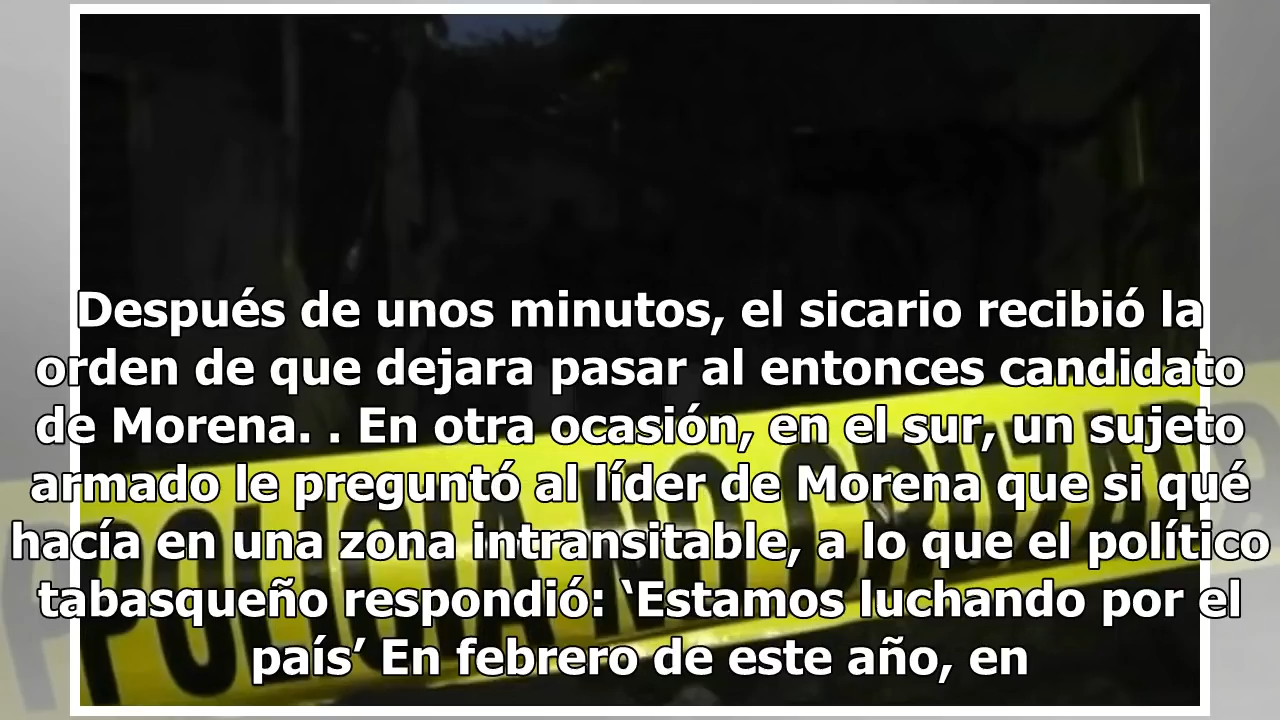 Después de unos minutos, el sicario recibió la
orden de que dejara pasar al entonces candidato
de Morena. . En otra ocasión, en el sur, un sujeto
armado le preguntó al líder de Morena que si qué
hacía en una zona intransitable, a lo que el político
tabasqueño respondió: ‘Estamos luchando por el
país’ En febrero de este año, en
POLICIA NO CRUZAR